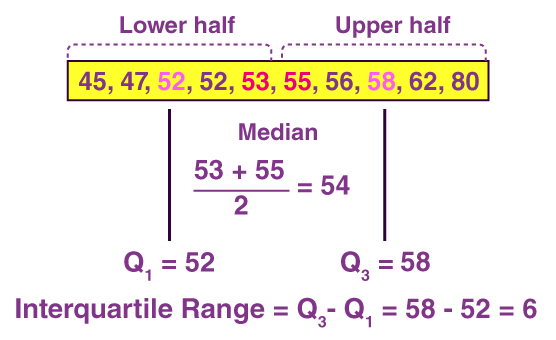 Lower half Upper half
45, 47, 52, 52, 53, 55, 56, 58, 62, 80
Median
53 + 55
= 54
2
Q1 = 52 Q3 = 58
Interquartile Range = Q3- Q1 = 58 - 52 = 6